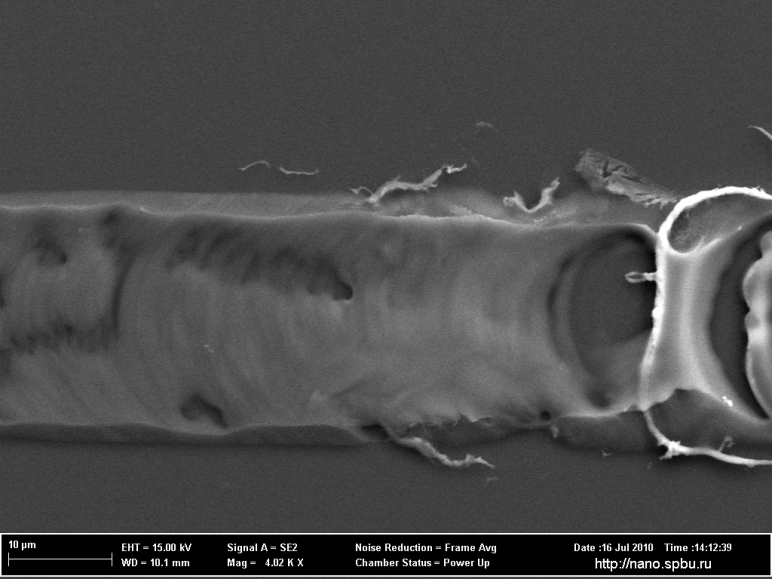 10 µm
EHT = 15.00 kV Signal A = SE2 Noise Reduction = Frame Avg Date :16 Jul 2010 Time :14:12:39
WD = 10.1 mm Mag = 4.02 K X Chamber Status = Power Up http://nano.spbu.ru